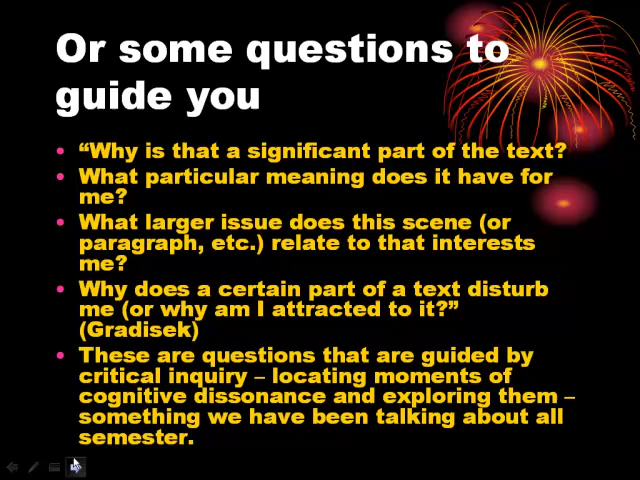 Or some questions to
guide you
• “Why is that a significant part of the text?
• What particular meaning does it have for
me?
• What larger issue does this scene (or
paragraph, etc.) relate to that interests
me?
• Why does a certain part of a text disturb
me (or why am I attracted to it?”
(Gradisek)
• These are questions that are guided by
critical inquiry – locating moments of
cognitive dissonance and exploring them –
something we have been talking about all
semester.